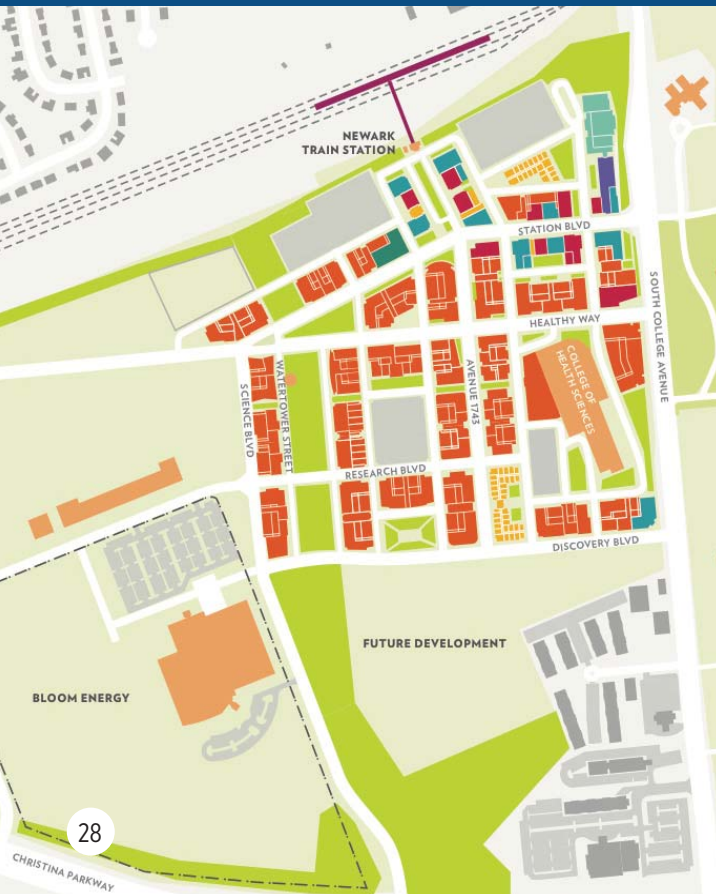 NEWARK
TRAIN STATION
STATION BLVD
SOUTH COLLEGE AVENUE
HEALTHY WAY
COLLEGE OF
HEALTH SCIENCES
AVENUE 1743
WATERTOWER STREET
SCIENCE BLVD
RESEARCH BLVD
DISCOVERY BLVD
FUTURE DEVELOPMENT
BLOOM ENERGY
28
CHRISTINA PARKWAY